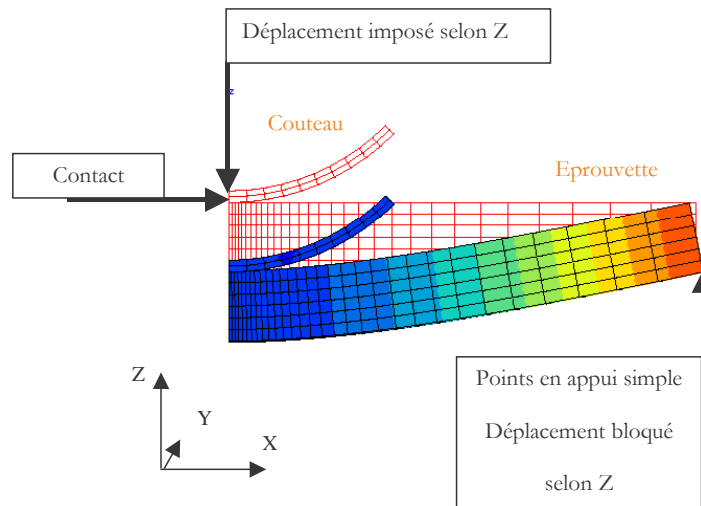 Déplacement imposé selon Z
z
Couteau
Contact
Eprouvette
Z
Y
X
Points en appui simple
Déplacement bloqué
selon Z